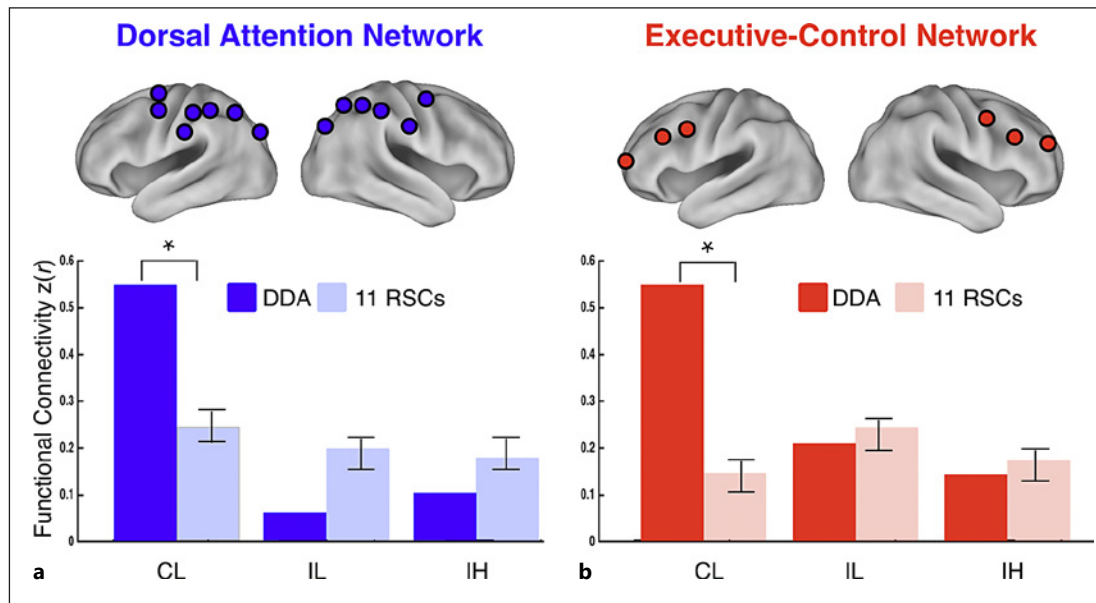 Dorsal Attention Network
Executive-Control Network
*
Functional Connectivity z(r)
0.6
0.5
0.4
0.3
0.2
0.1
0
DDA
11 RSCs
CL
IL
IH
a
*
0.6
0.5
0.4
0.3
0.2
0.1
0
DDA
11 RSCs
CL
IL
IH
b